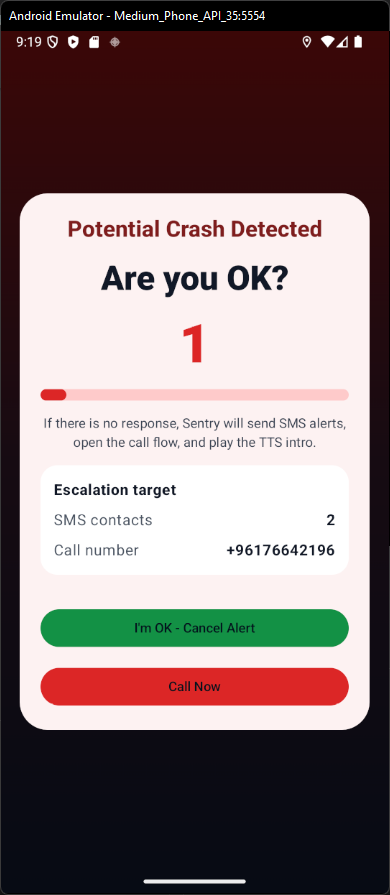 Android Emulator - Medium_Phone_API_35:5554
9:19
Potential Crash Detected
Are you OK?
1
If there is no response, Sentry will send SMS alerts,
open the call flow, and play the TTS intro.
Escalation target
SMS contacts 2
Call number +96176642196
I'm OK - Cancel Alert
Call Now